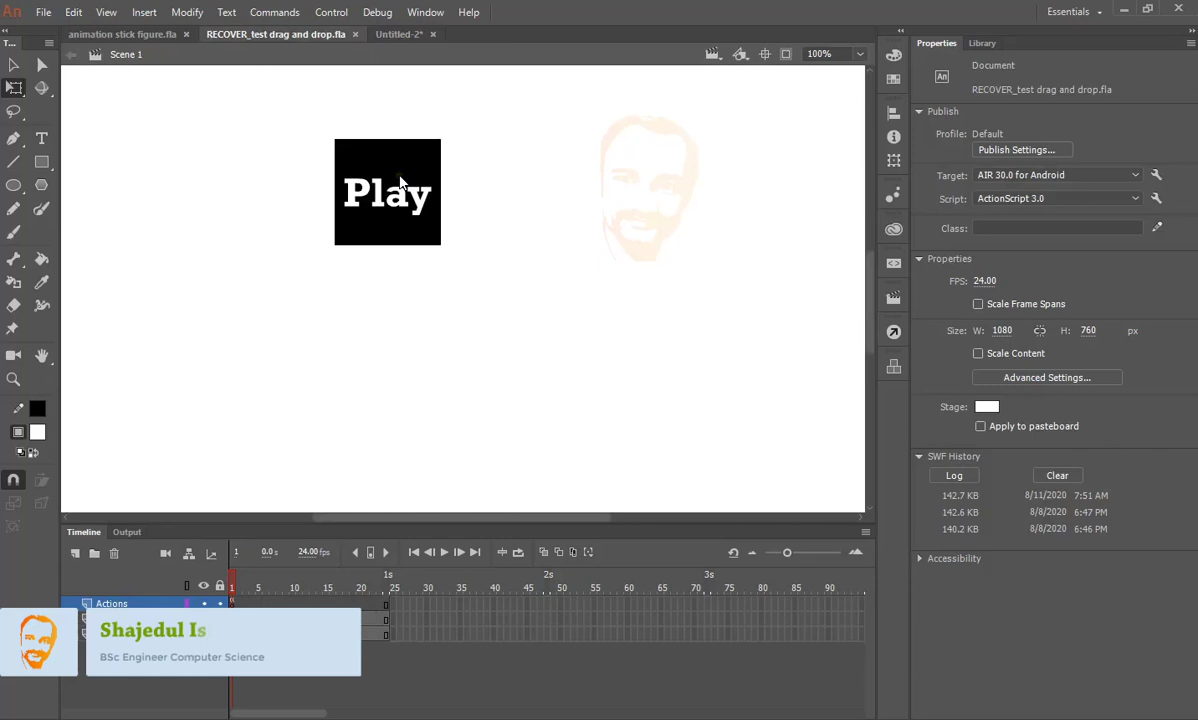 An File Edit View Insert Modify Text Commands Control Debug Window Help Essentials
animation stick figure.fla × RECOVER_test drag and drop.fla × Untitled-2* ×
Scene 1 100%
Play
T...
Properties Library
Document
An RECOVER_test drag and drop.fla
Publish
Profile: Default
Publish Settings...
Target: AIR 30.0 for Android
Script: ActionScript 3.0
Class:
Properties
FPS: 24.00
Scale Frame Spans
Size: W: 1080 H: 760 px
Scale Content
Advanced Settings...
Stage:
Apply to pasteboard
SWF History
Log Clear
142.7 KB 8/11/2020 7:51 AM
142.6 KB 8/8/2020 6:47 PM
140.2 KB 8/8/2020 6:46 PM
Accessibility
Timeline Output
1 0.0 s 24.00 fps
1s 2s 3s
1 5 10 15 20 25 30 35 40 45 50 55 60 65 70 75 80 85 90
Actions
Shajedul Is
BSc Engineer Computer Science